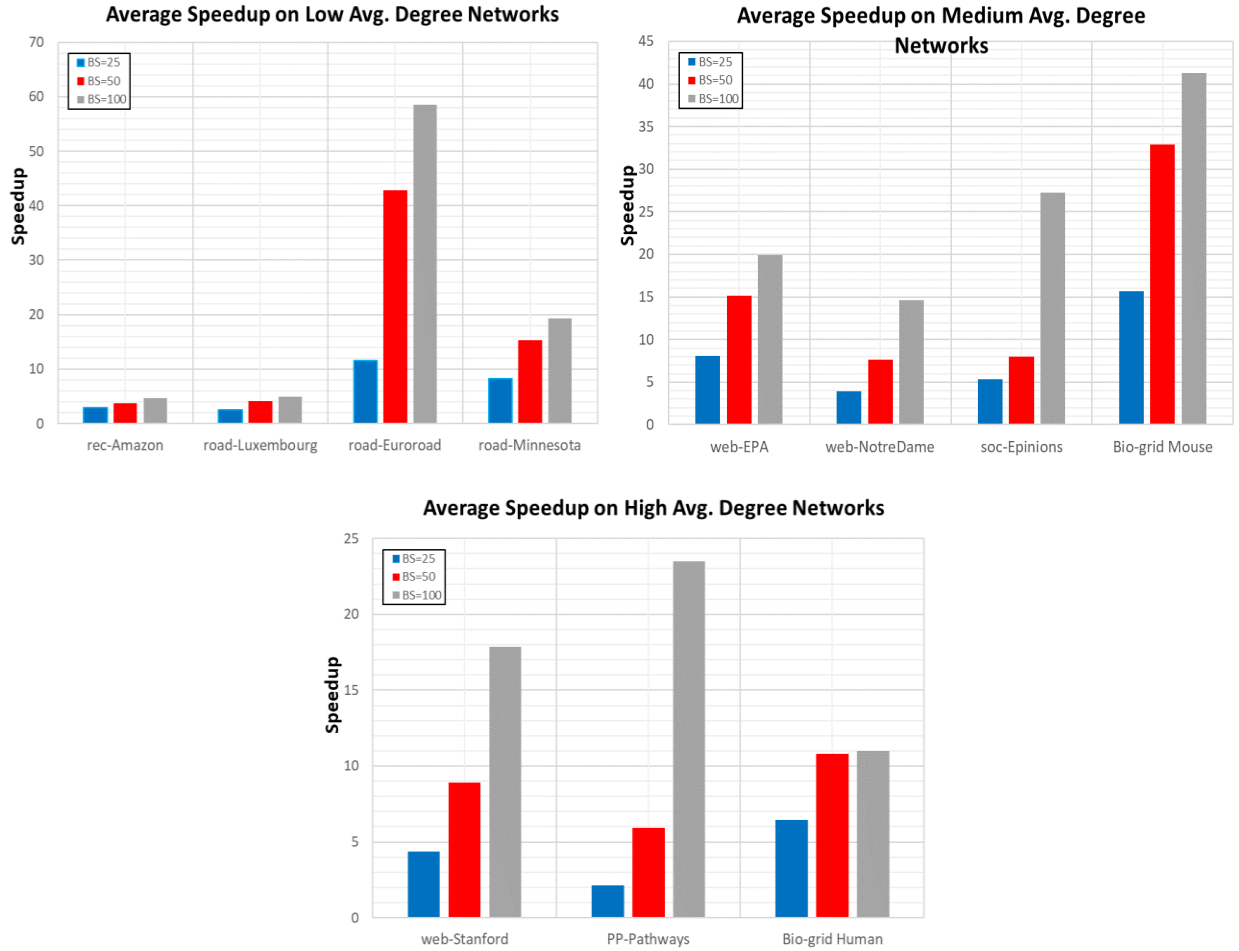 Average Speedup on Low Avg. Degree Networks
70
60
50
40
30
20
10
0
Speedup
BS=25
BS=50
BS=100
rec-Amazon road-Luxembourg road-Euroroad road-Minnesota
Average Speedup on Medium Avg. Degree
Networks
45
40
35
30
25
20
15
10
5
0
Speedup
BS=25
BS=50
BS=100
web-EPA web-NotreDame soc-Epinions Bio-grid Mouse
Average Speedup on High Avg. Degree Networks
25
20
15
10
5
0
Speedup
BS=25
BS=50
BS=100
web-Stanford PP-Pathways Bio-grid Human